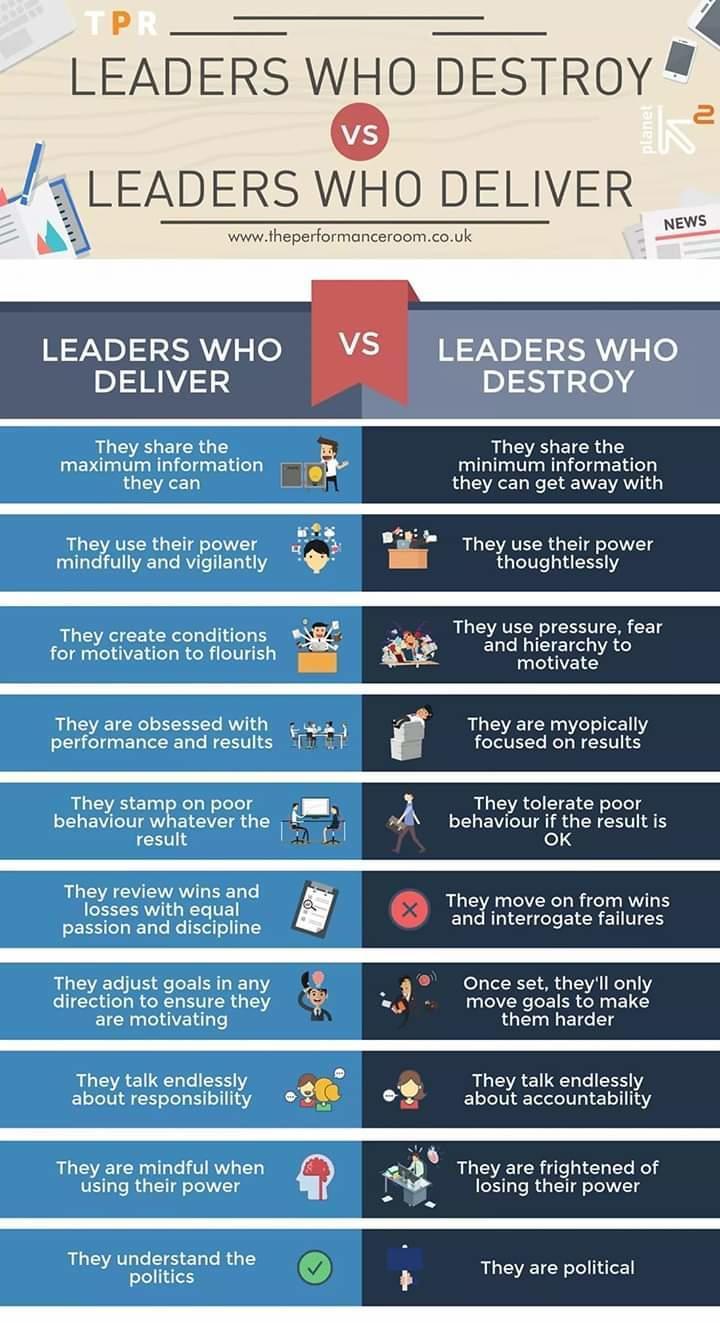 TPR
LEADERS WHO DESTROY
VS
planet K2
LEADERS WHO DELIVER
NEWS
www.theperformanceroom.co.uk
LEADERS WHO
DELIVER
VS
LEADERS WHO
DESTROY
They share the
maximum information
they can
They share the
minimum information
they can get away with
They use their power
mindfully and vigilantly
They use their power
thoughtlessly
They create conditions
for motivation to flourish
They use pressure, fear
and hierarchy to
motivate
They are obsessed with
performance and results
They are myopically
focused on results
They stamp on poor
behaviour whatever the
result
They tolerate poor
behaviour if the result is
OK
They review wins and
losses with equal
passion and discipline
They move on from wins
and interrogate failures
They adjust goals in any
direction to ensure they
are motivating
Once set, they'll only
move goals to make
them harder
They talk endlessly
about responsibility
They talk endlessly
about accountability
They are mindful when
using their power
They are frightened of
losing their power
They understand the
politics
They are political